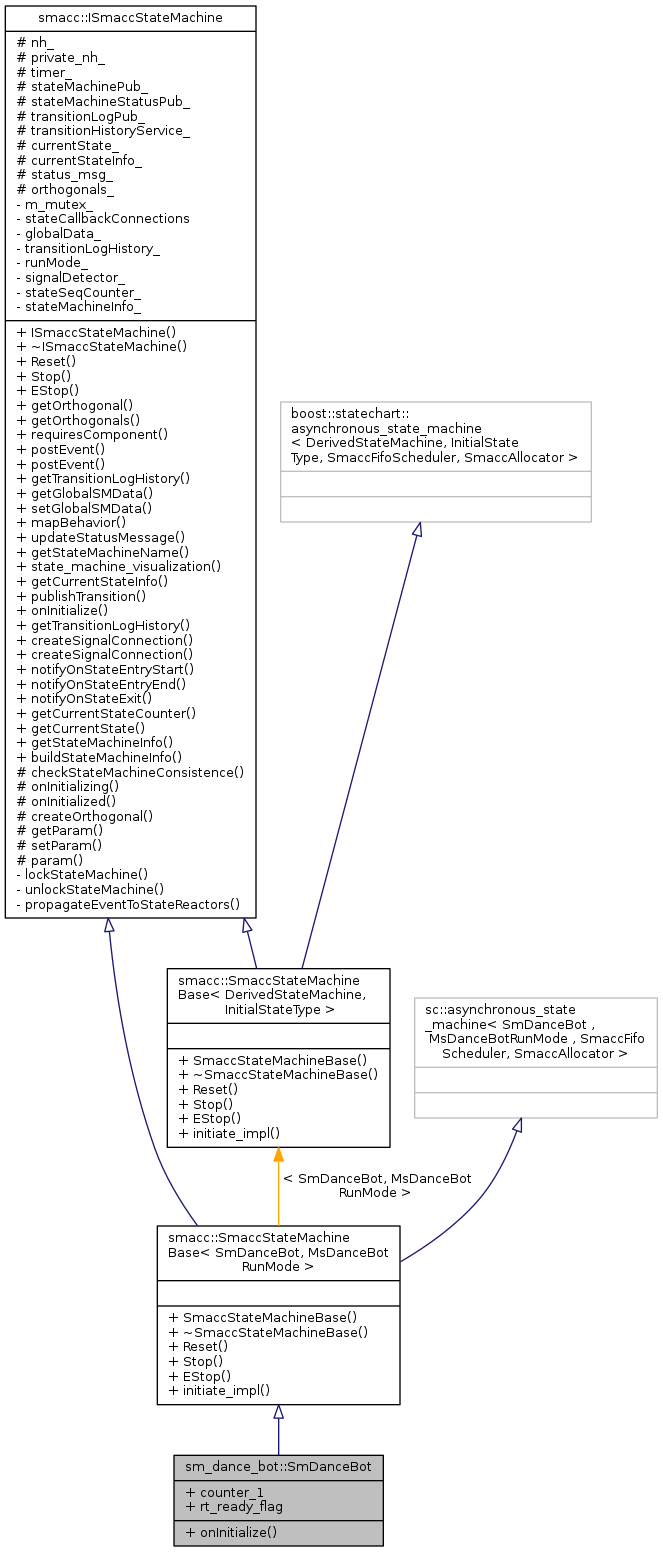 smacc::ISmaccStateMachine
# nh_
# private_nh_
# timer_
# stateMachinePub_
# stateMachineStatusPub_
# transitionLogPub_
# transitionHistoryService_
# currentState_
# currentStateInfo_
# status_msg_
# orthogonals_
- m_mutex_
- stateCallbackConnections
- globalData_
- transitionLogHistory_
- runMode_
- signalDetector_
- stateSeqCounter_
- stateMachineInfo_
+ ISmaccStateMachine()
+ ~ISmaccStateMachine()
+ Reset()
+ Stop()
+ EStop()
+ getOrthogonal()
+ getOrthogonals()
+ requiresComponent()
+ postEvent()
+ postEvent()
+ getTransitionLogHistory()
+ getGlobalSMData()
+ setGlobalSMData()
+ mapBehavior()
+ updateStatusMessage()
+ getStateMachineName()
+ state_machine_visualization()
+ getCurrentStateInfo()
+ publishTransition()
+ onInitialize()
+ getTransitionLogHistory()
+ createSignalConnection()
+ createSignalConnection()
+ notifyOnStateEntryStart()
+ notifyOnStateEntryEnd()
+ notifyOnStateExit()
+ getCurrentStateCounter()
+ getCurrentState()
+ getStateMachineInfo()
+ buildStateMachineInfo()
# checkStateMachineConsistence()
# onInitializing()
# onInitialized()
# createOrthogonal()
# getParam()
# setParam()
# param()
- lockStateMachine()
- unlockStateMachine()
- propagateEventToStateReactors()
boost::statechart::
asynchronous_state_machine
< DerivedStateMachine, InitialState
Type, SmaccFifoScheduler, SmaccAllocator >
smacc::SmaccStateMachine
Base< DerivedStateMachine,
InitialStateType >
+ SmaccStateMachineBase()
+ ~SmaccStateMachineBase()
+ Reset()
+ Stop()
+ EStop()
+ initiate_impl()
sc::asynchronous_state
_machine< SmDanceBot ,
MsDanceBotRunMode , SmaccFifo
Scheduler, SmaccAllocator >
< SmDanceBot, MsDanceBot
RunMode >
smacc::SmaccStateMachine
Base< SmDanceBot, MsDanceBot
RunMode >
+ SmaccStateMachineBase()
+ ~SmaccStateMachineBase()
+ Reset()
+ Stop()
+ EStop()
+ initiate_impl()
sm_dance_bot::SmDanceBot
+ counter_1
+ rt_ready_flag
+ onInitialize()